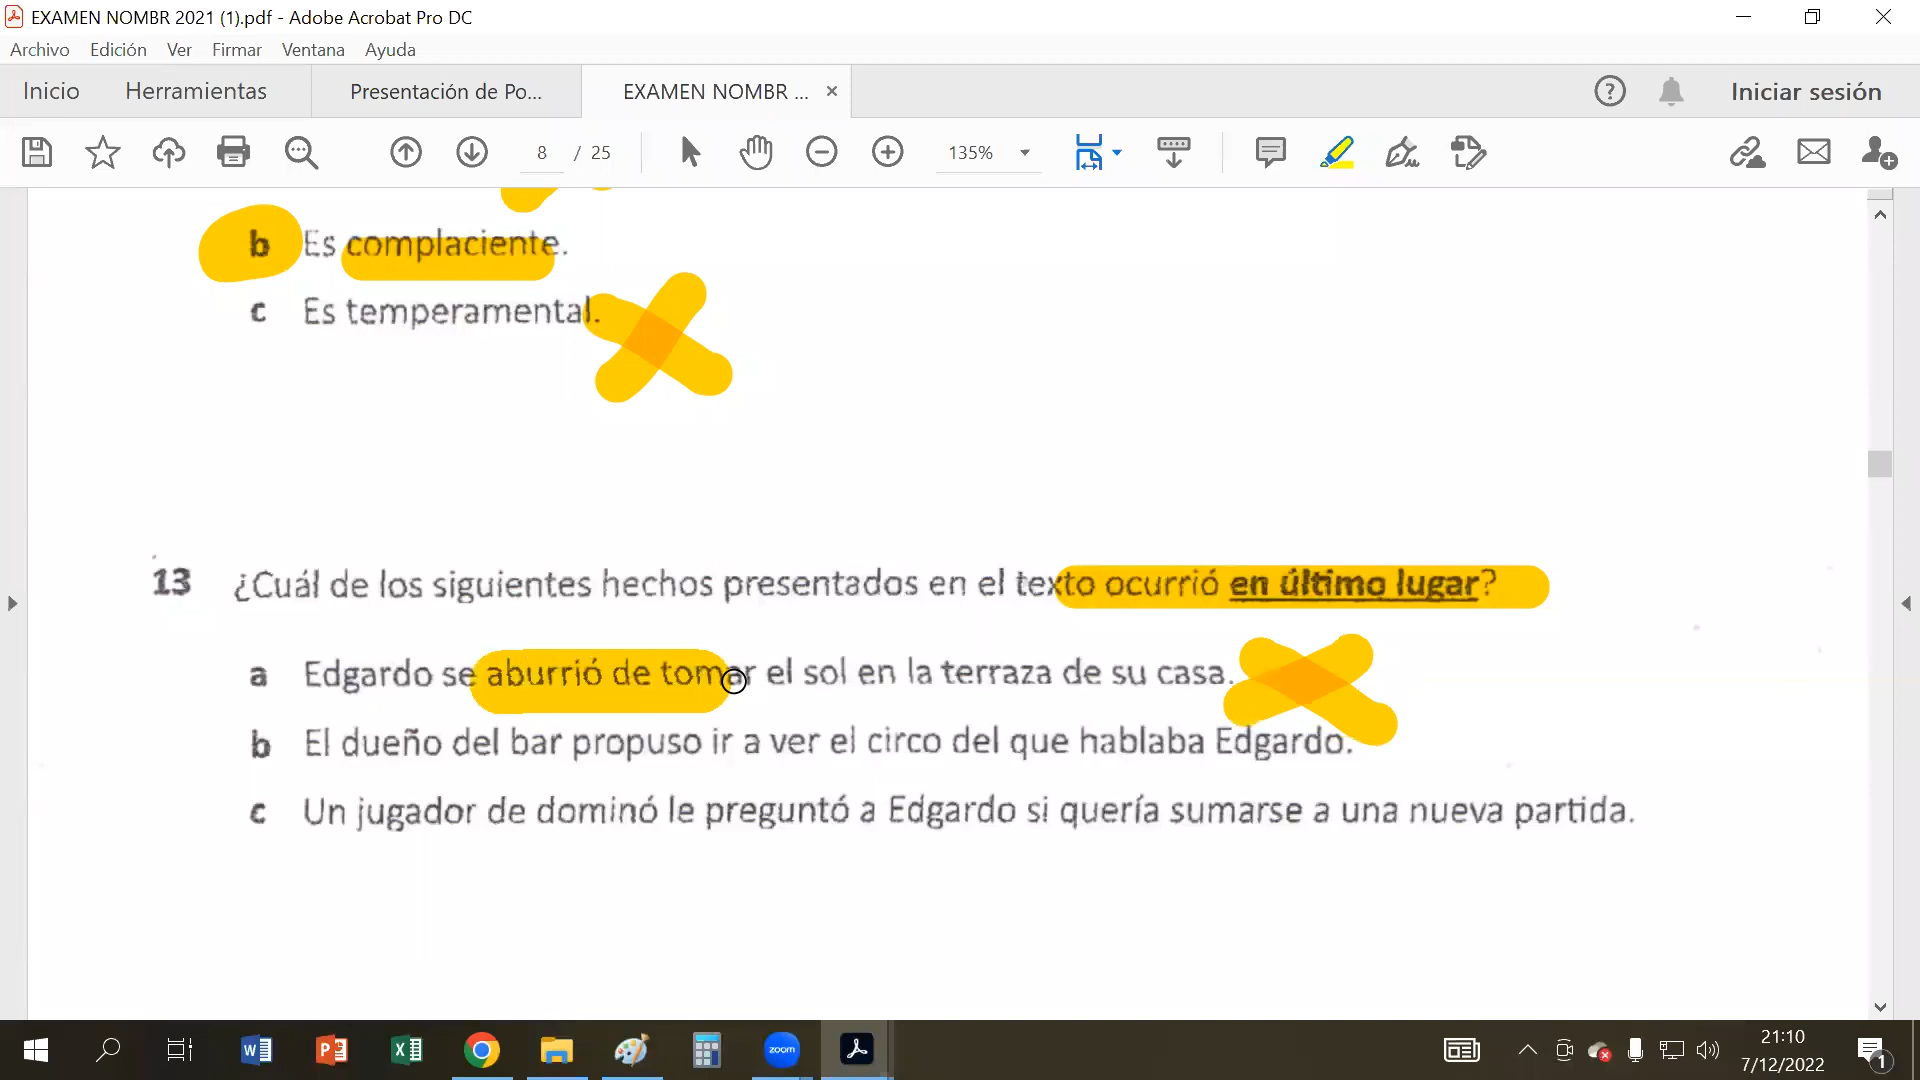 EXAMEN NOMBR 2021 (1).pdf - Adobe Acrobat Pro DC
Archivo Edición Ver Firmar Ventana Ayuda
Inicio Herramientas Presentación de Po... EXAMEN NOMBR ... × Iniciar sesión
8 / 25 135%
b Es complaciente.
c Es temperamental.
13 ¿Cuál de los siguientes hechos presentados en el texto ocurrió en último lugar?
a Edgardo se aburrió de tomar el sol en la terraza de su casa.
b El dueño del bar propuso ir a ver el circo del que hablaba Edgardo.
c Un jugador de dominó le preguntó a Edgardo si quería sumarse a una nueva partida.
zoom
21:10
7/12/2022
1